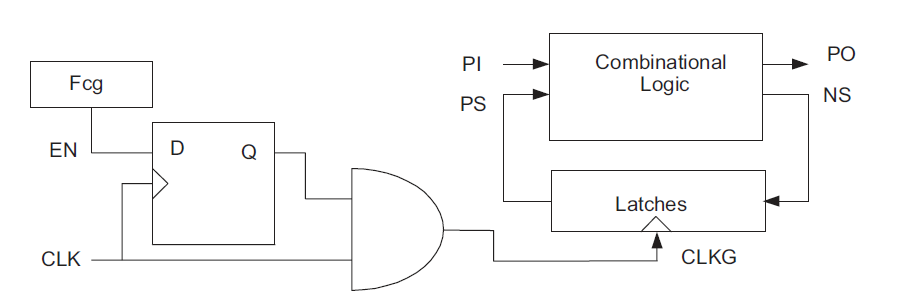 Fcg
EN
D
Q
CLK
PI
PS
Combinational
Logic
PO
NS
Latches
CLKG